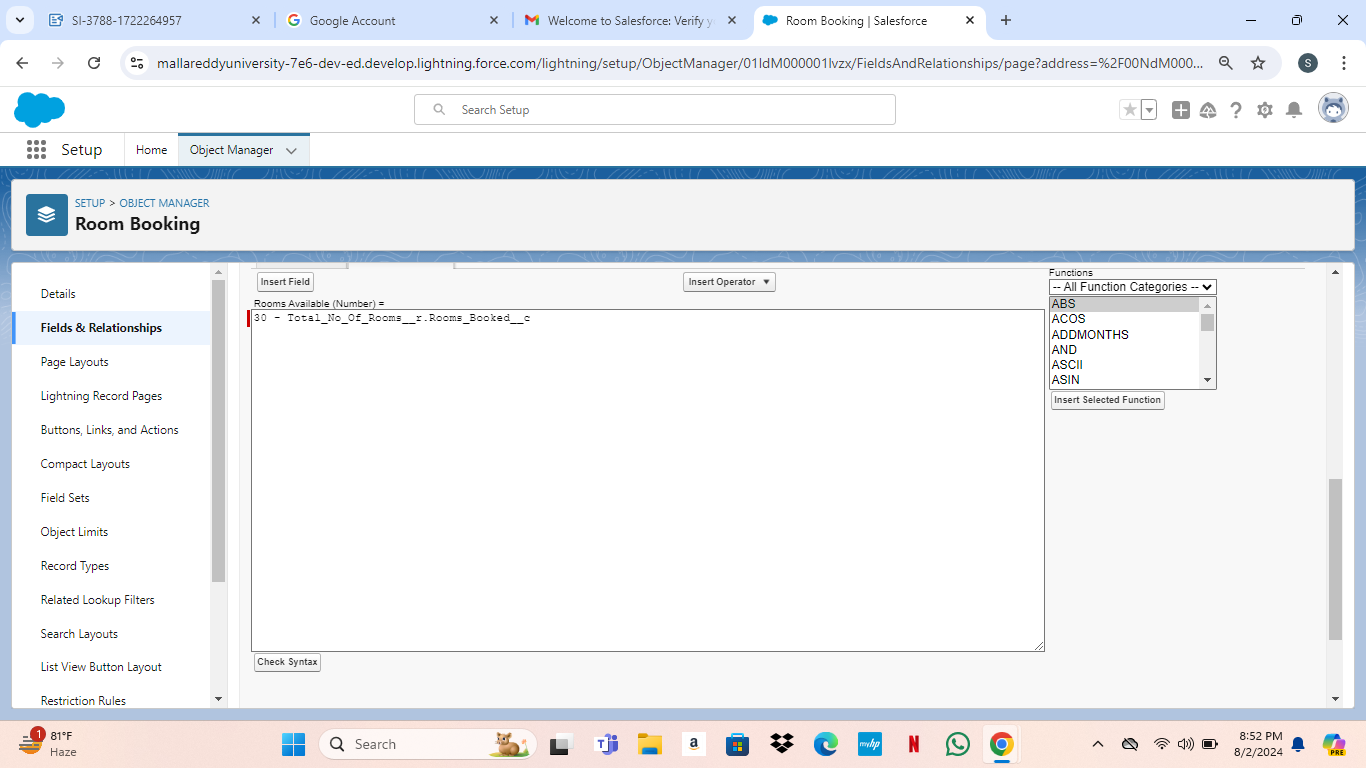 SI-3788-1722264957
Google Account
Welcome to Salesforce: Verify y
Room Booking | Salesforce
mallareddyuniversity-7e6-dev-ed.develop.lightning.force.com/lightning/setup/ObjectManager/01IdM000001lvzx/FieldsAndRelationships/page?address=%2F00NdM000...
S
Search Setup
Setup
Home
Object Manager
SETUP > OBJECT MANAGER
Room Booking
Details
Fields & Relationships
Page Layouts
Lightning Record Pages
Buttons, Links, and Actions
Compact Layouts
Field Sets
Object Limits
Record Types
Related Lookup Filters
Search Layouts
List View Button Layout
Restriction Rules
Insert Field
Insert Operator
Rooms Available (Number) =
30 - Total_No_Of_Rooms__r.Rooms_Booked__c
Check Syntax
Functions
-- All Function Categories --
ABS
ACOS
ADDMONTHS
AND
ASCII
ASIN
Insert Selected Function
1
81°F
Haze
Search
a
myhp
N
8:52 PM
8/2/2024
PRE